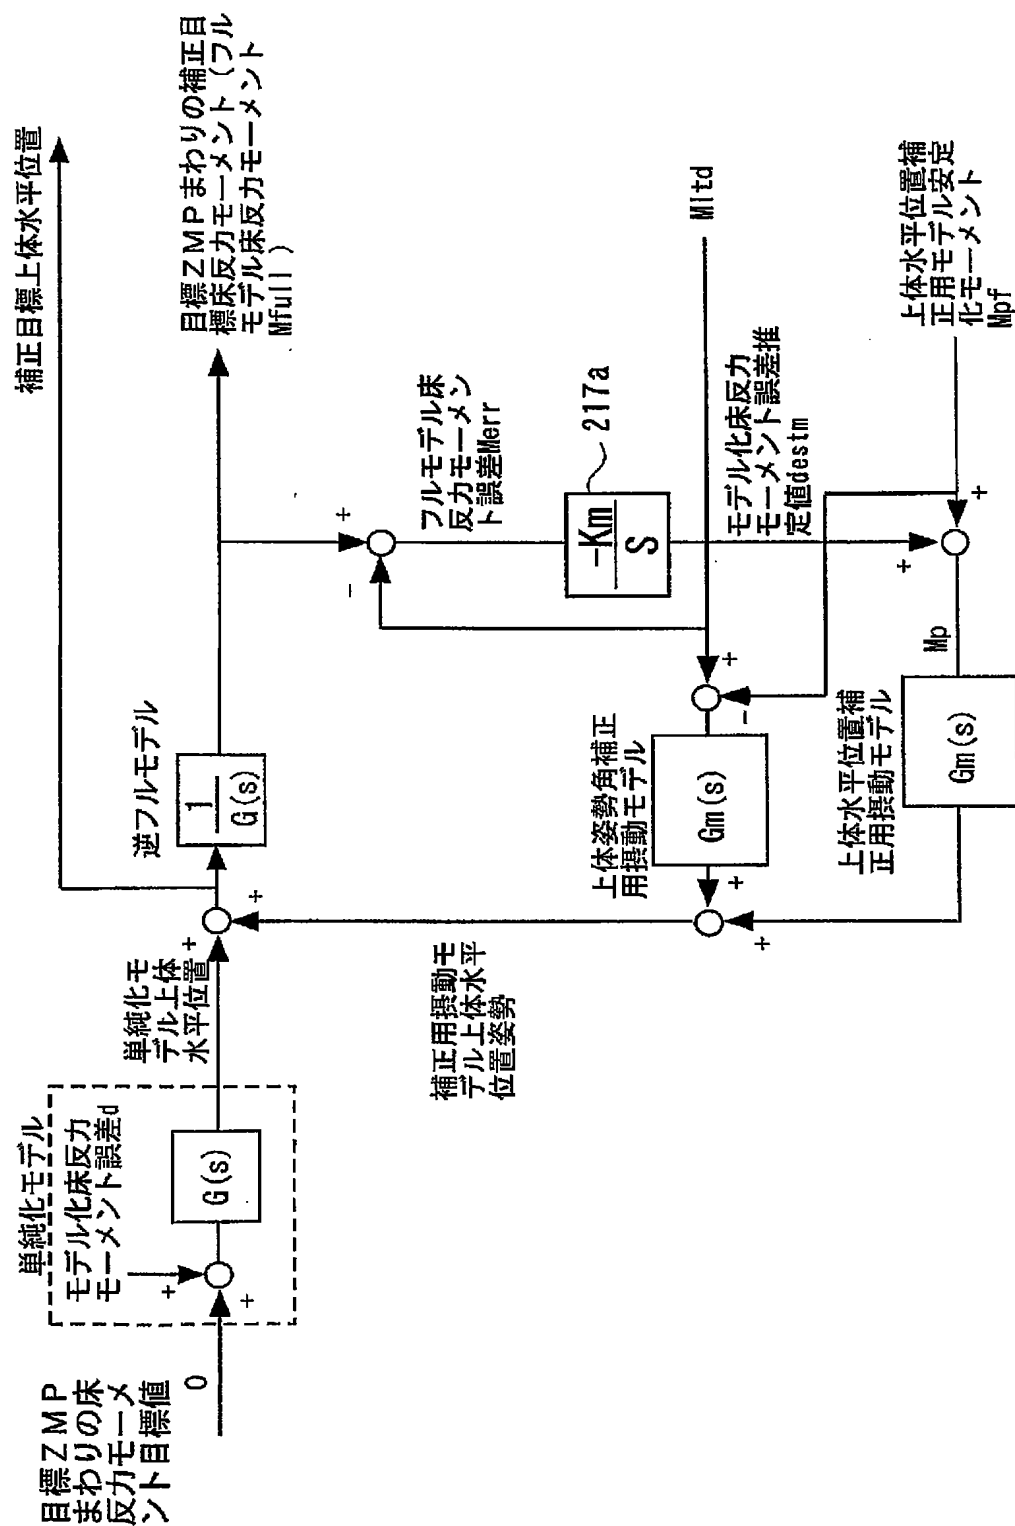 目標ZMP
まわりの床
反力モーメ
ント目標値
0
単純化モデル
モデル化床反力
モーメント誤差d
+
+
G(s)
単純化モ
デル上体
水平位置
+
+
補正目標上体水平位置
逆フルモデル
1
G(s)
目標ZMPまわりの補正目
標床反力モーメント(フル
モデル床反力モーメント
Mfull)
+
-
フルモデル床
反力モーメン
ト誤差Merr
217a
-Km
S
Mltd
モデル化床反力
モーメント誤差推
定値destm
+
-
上体姿勢角補正
用摂動モデル
Gm(s)
+
+
補正用摂動モ
デル上体水平
位置姿勢
上体水平位置補
正用モデル安定
化モーメント
Mpf
+
+
Mp
上体水平位置補
正用摂動モデル
Gm(s)